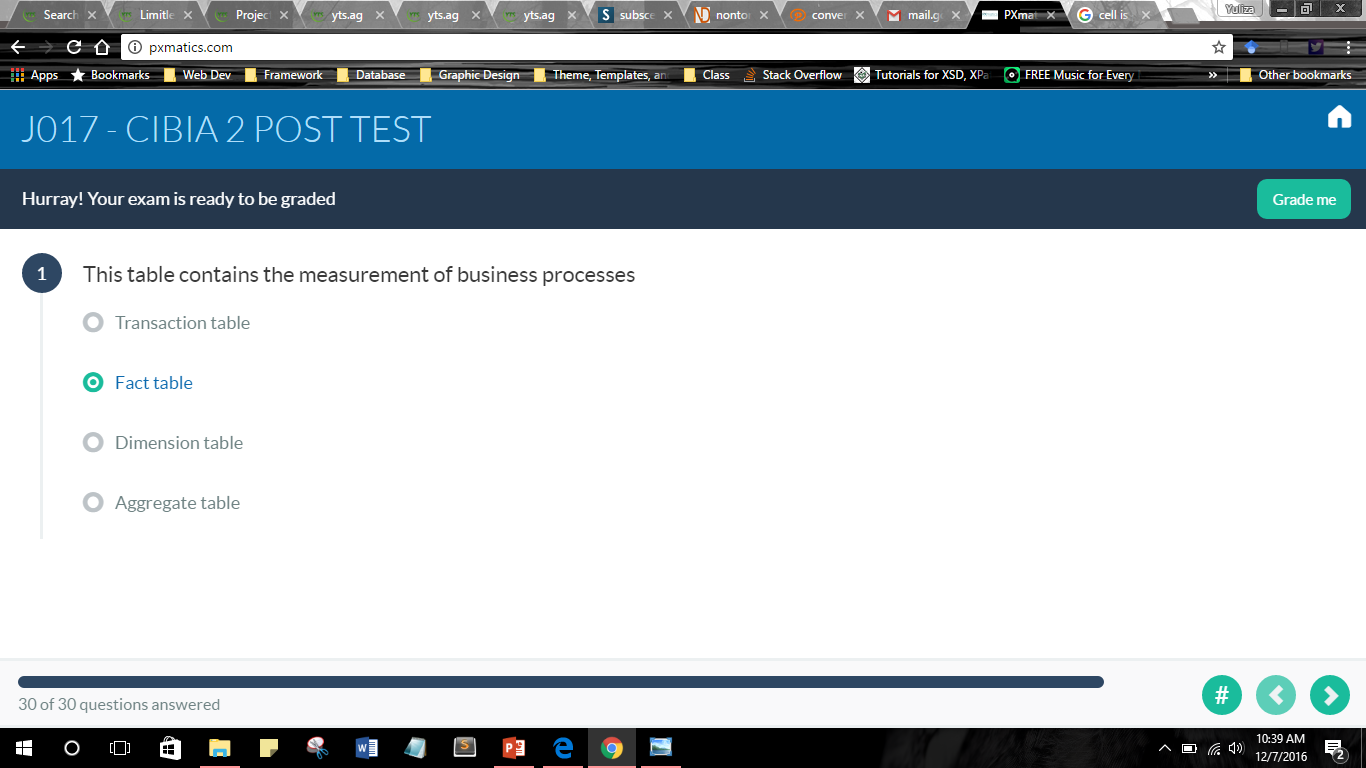 Search
Limitle
Project
yts.ag
yts.ag
yts.ag
subsce
nonto
conve
mail.g
PXmat
cell is
Yuliza
pxmatics.com
Apps
Bookmarks
Web Dev
Framework
Database
Graphic Design
Theme, Templates, an
Class
Stack Overflow
Tutorials for XSD, XPa
FREE Music for Every
»
Other bookmarks
J017 - CIBIA 2 POST TEST
Hurray! Your exam is ready to be graded
Grade me
1
This table contains the measurement of business processes
Transaction table
Fact table
Dimension table
Aggregate table
30 of 30 questions answered
#
10:39 AM
12/7/2016
2